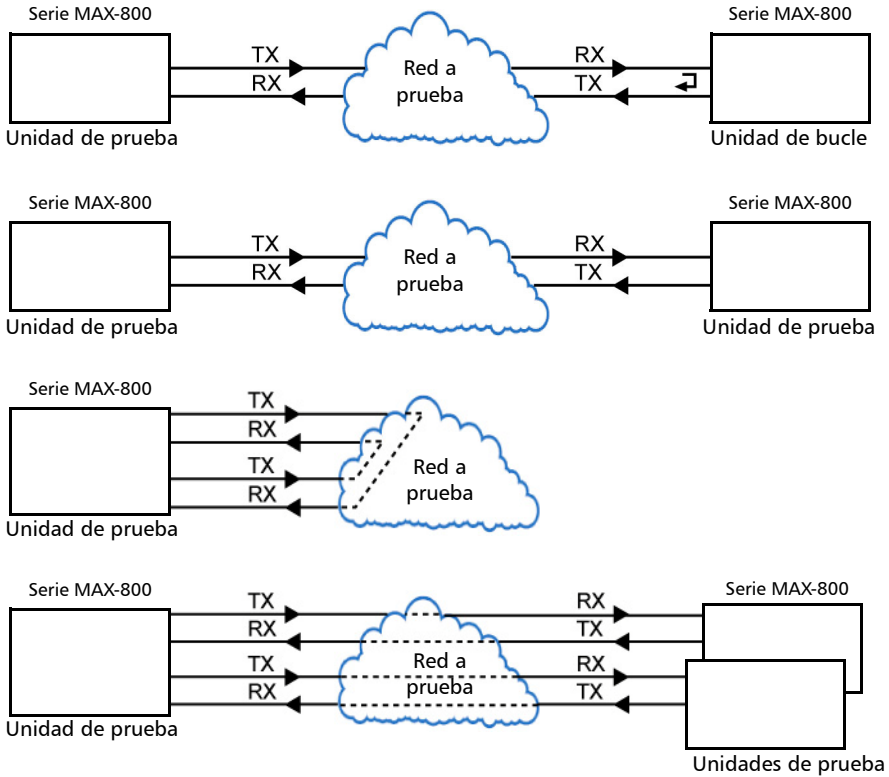 Serie MAX-800
Serie MAX-800
TX
RX
Red a
prueba
RX
TX
Unidad de prueba
Unidad de bucle
Serie MAX-800
Serie MAX-800
TX
RX
Red a
prueba
RX
TX
Unidad de prueba
Unidad de prueba
Serie MAX-800
TX
RX
TX
RX
Red a
prueba
Unidad de prueba
Serie MAX-800
Serie MAX-800
TX
RX
TX
RX
Red a
prueba
RX
TX
RX
TX
Unidad de prueba
Unidades de prueba